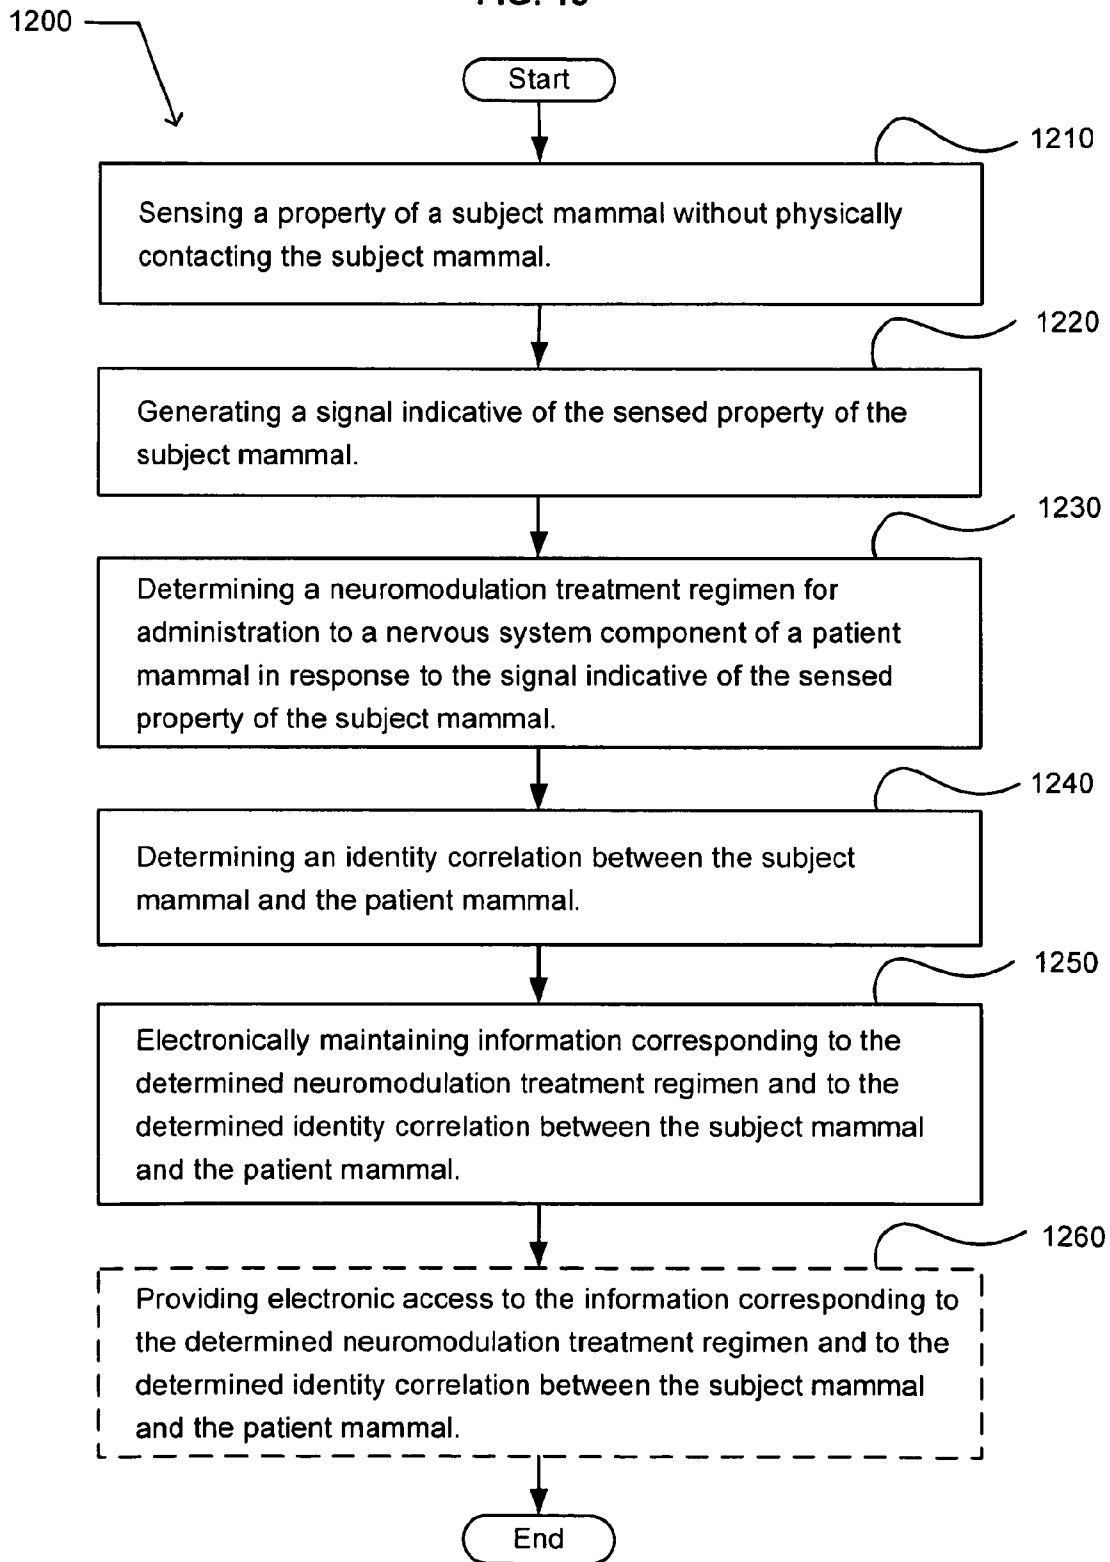 1200
Start
1210
Sensing a property of a subject mammal without physically
contacting the subject mammal.
1220
Generating a signal indicative of the sensed property of the
subject mammal.
1230
Determining a neuromodulation treatment regimen for
administration to a nervous system component of a patient
mammal in response to the signal indicative of the sensed
property of the subject mammal.
1240
Determining an identity correlation between the subject
mammal and the patient mammal.
1250
Electronically maintaining information corresponding to the
determined neuromodulation treatment regimen and to the
determined identity correlation between the subject mammal
and the patient mammal.
1260
Providing electronic access to the information corresponding to
the determined neuromodulation treatment regimen and to the
determined identity correlation between the subject mammal
and the patient mammal.
End